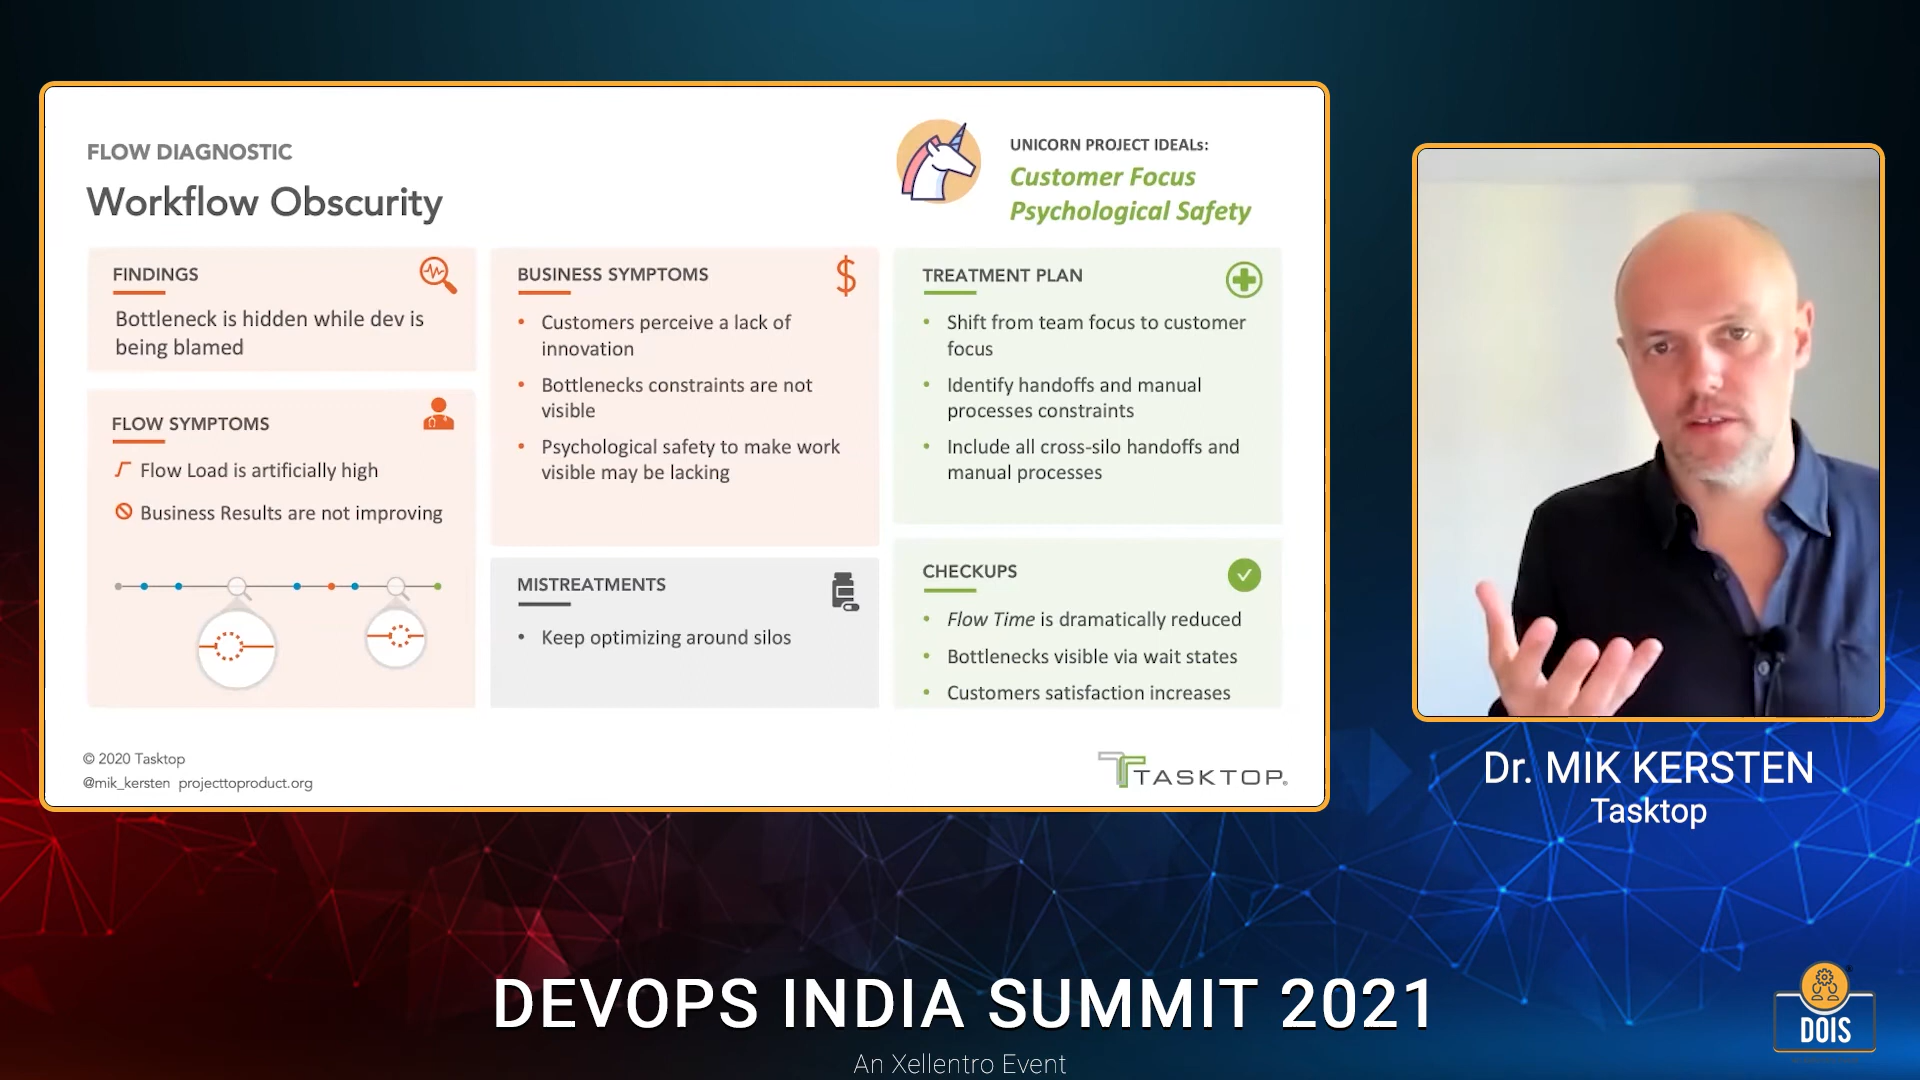 FLOW DIAGNOSTIC
Workflow Obscurity
UNICORN PROJECT IDEALs:
Customer Focus
Psychological Safety
FINDINGS
Bottleneck is hidden while dev is
being blamed
FLOW SYMPTOMS
Flow Load is artificially high
Business Results are not improving
BUSINESS SYMPTOMS
• Customers perceive a lack of
innovation
• Bottlenecks constraints are not
visible
• Psychological safety to make work
visible may be lacking
MISTREATMENTS
• Keep optimizing around silos
TREATMENT PLAN
• Shift from team focus to customer
focus
• Identify handoffs and manual
processes constraints
• Include all cross-silo handoffs and
manual processes
CHECKUPS
• Flow Time is dramatically reduced
• Bottlenecks visible via wait states
• Customers satisfaction increases
© 2020 Tasktop
@mik_kersten projecttoproduct.org
TASKTOP®
Dr. MIK KERSTEN
Tasktop
DEVOPS INDIA SUMMIT 2021
An Xellentro Event
DOIS